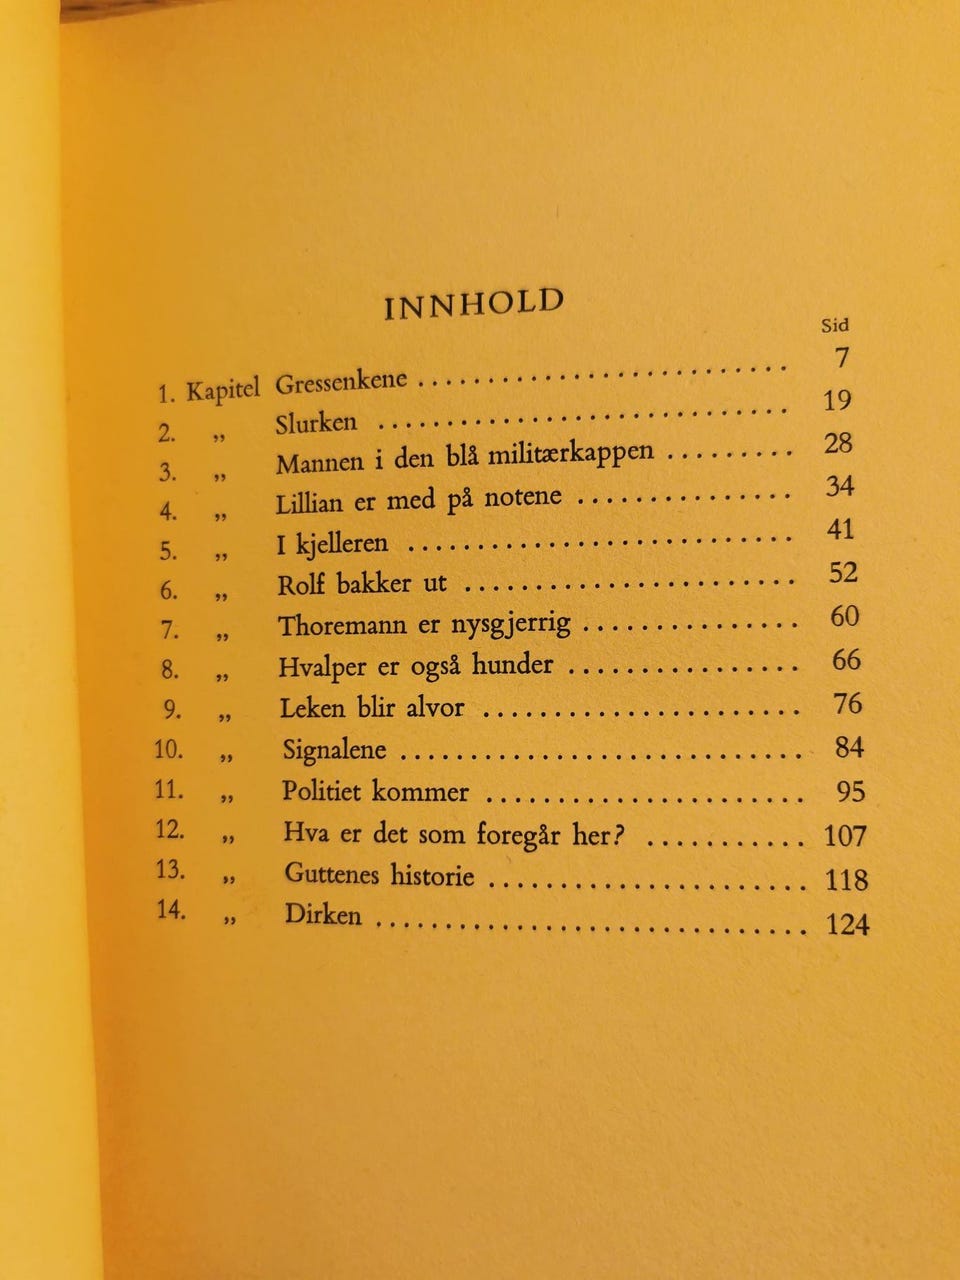 INNHOLD
Sid
1. Kapitel Gressenkene .......................... 7
2. „ Slurken .............................. 19
3. „ Mannen i den blå militærkappen ......... 28
4. „ Lillian er med på notene ............... 34
5. „ I kjelleren ............................ 41
6. „ Rolf bakker ut ........................ 52
7. „ Thoremann er nysgjerrig ............... 60
8. „ Hvalper er også hunder ................ 66
9. „ Leken blir alvor ...................... 76
10. „ Signalene ............................ 84
11. „ Politiet kommer ...................... 95
12. „ Hva er det som foregår her? ........... 107
13. „ Guttenes historie ...................... 118
14. „ Dirken .............................. 124